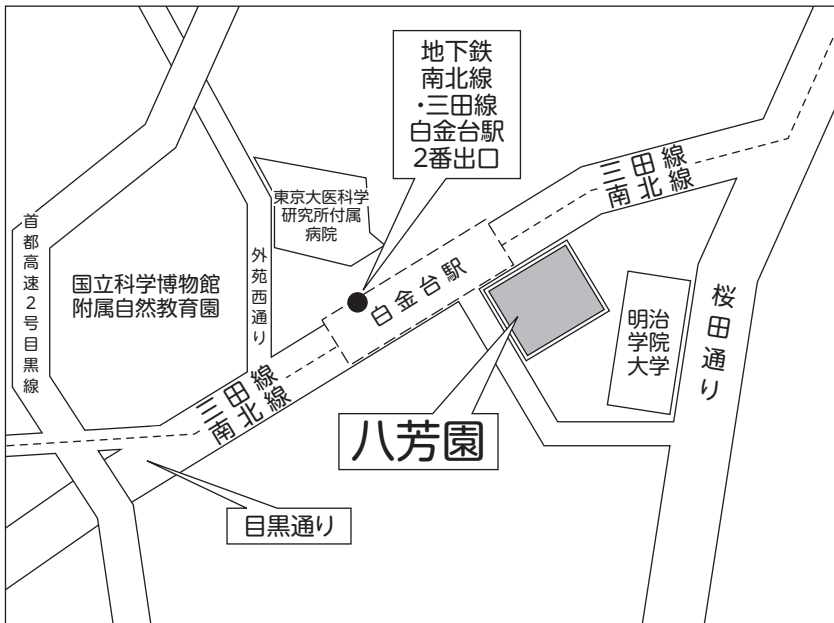 地下鉄
南北線
・三田線
白金台駅
2番出口
三田線
南北線
東京大医科学
研究所付属
病院
首都高速2号目黒線
国立科学博物館
附属自然教育園
外苑西通り
白金台駅
明治
学院
大学
桜田通り
三田線
南北線
八芳園
目黒通り